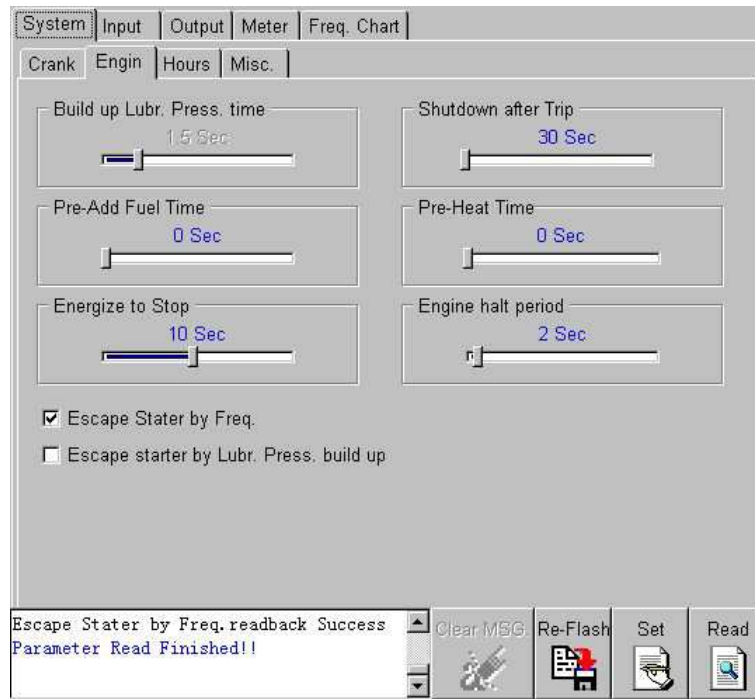 System Input Output Meter Freq. Chart
Crank Engin Hours Misc.
Build up Lubr. Press. time
1.5 Sec
Shutdown after Trip
30 Sec
Pre-Add Fuel Time
0 Sec
Pre-Heat Time
0 Sec
Energize to Stop
10 Sec
Engine halt period
2 Sec
Escape Stater by Freq.
Escape starter by Lubr. Press. build up
Escape Stater by Freq.readback Success
Parameter Read Finished!!
Clear MSG. Re-Flash Set Read